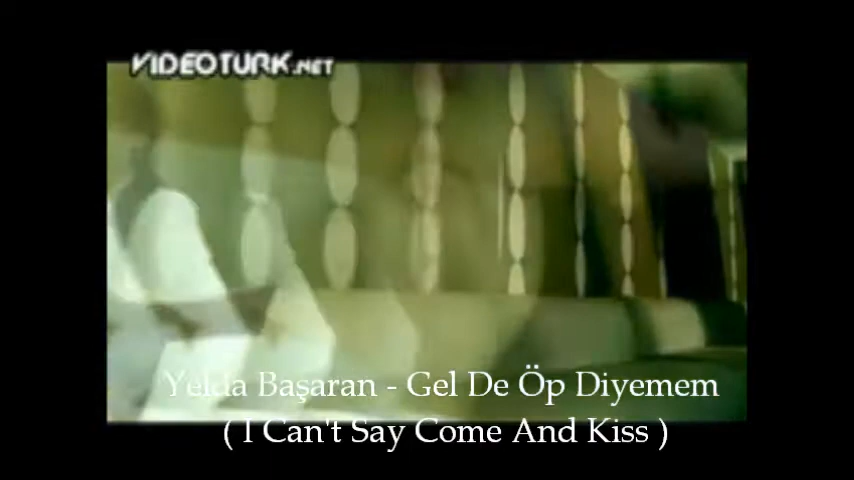 VIDEOTURK.NET
Yelda Başaran - Gel De Öp Diyemem
( I Can't Say Come And Kiss )